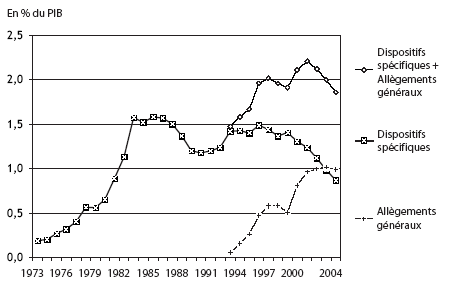 En % du PIB
2,5
2,0
1,5
1,0
0,5
0,0
1973 1976 1979 1982 1985 1988 1991 1994 1997 2000 2004
Dispositifs
spécifiques +
Allègements
généraux
Dispositifs
spécifiques
Allègements
généraux